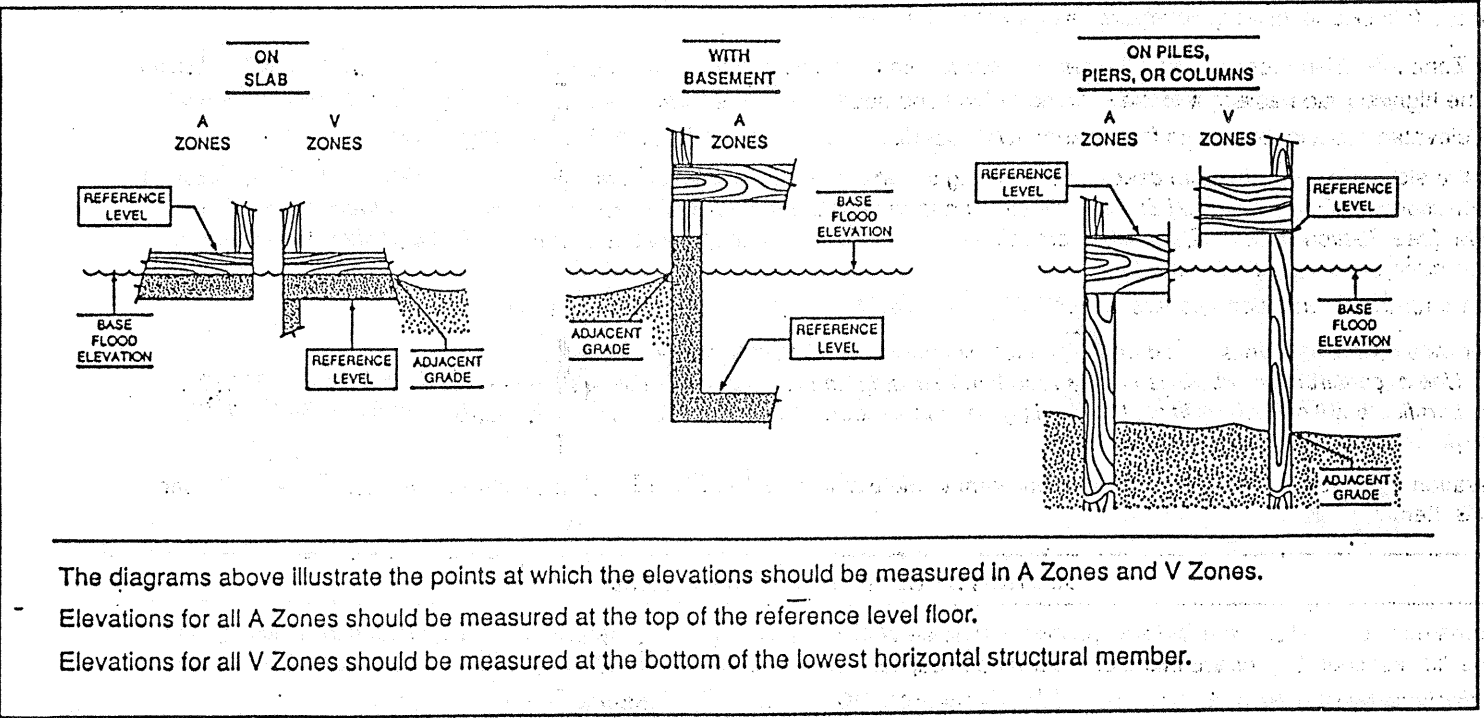 ON
SLAB
A
ZONES
V
ZONES
REFERENCE
LEVEL
BASE
FLOOD
ELEVATION
REFERENCE
LEVEL
ADJACENT
GRADE
WITH
BASEMENT
A
ZONES
BASE
FLOOD
ELEVATION
ADJACENT
GRADE
REFERENCE
LEVEL
ON PILES,
PIERS, OR COLUMNS
A
ZONES
V
ZONES
REFERENCE
LEVEL
REFERENCE
LEVEL
BASE
FLOOD
ELEVATION
ADJACENT
GRADE
The diagrams above illustrate the points at which the elevations should be measured in A Zones and V Zones.
Elevations for all A Zones should be measured at the top of the reference level floor.
Elevations for all V Zones should be measured at the bottom of the lowest horizontal structural member.